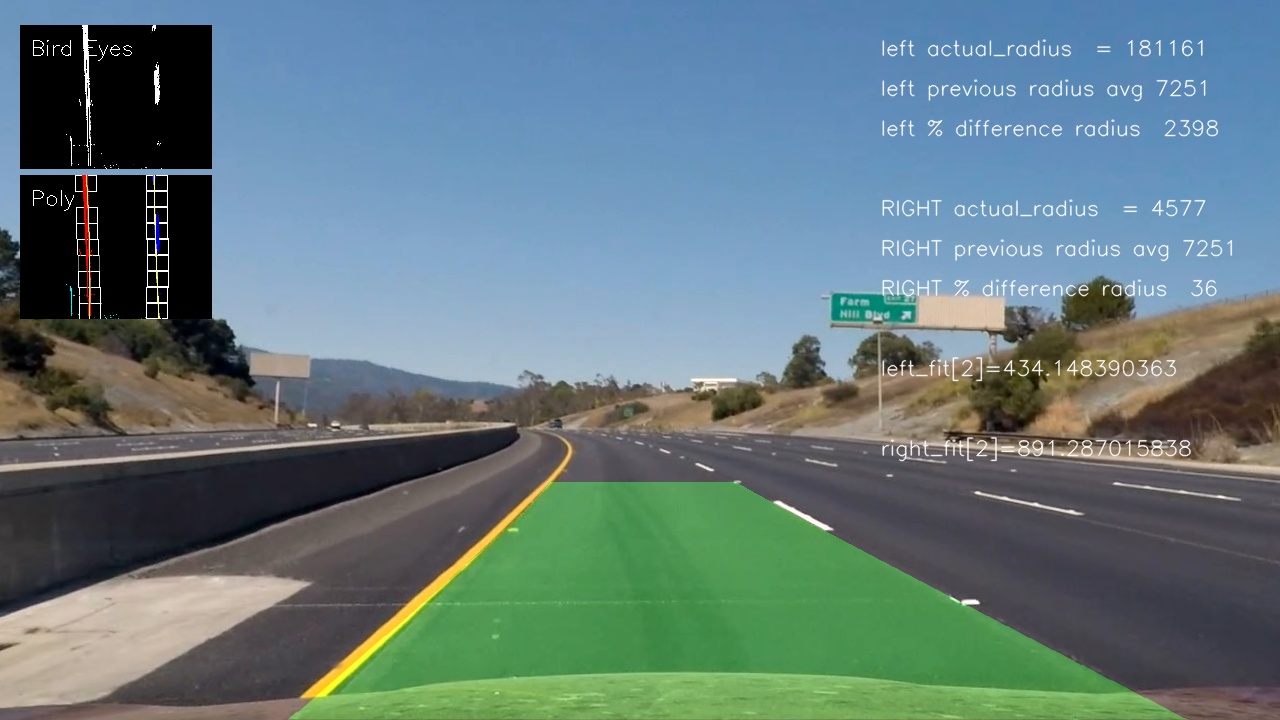 Bird Eyes
Poly
left actual_radius = 181161
left previous radius avg 7251
left % difference radius 2398
RIGHT actual_radius = 4577
RIGHT previous radius avg 7251
RIGHT % difference radius 36
Farm
Hill Blvd
left_fit[2]=434.148390363
right_fit[2]=891.287015838